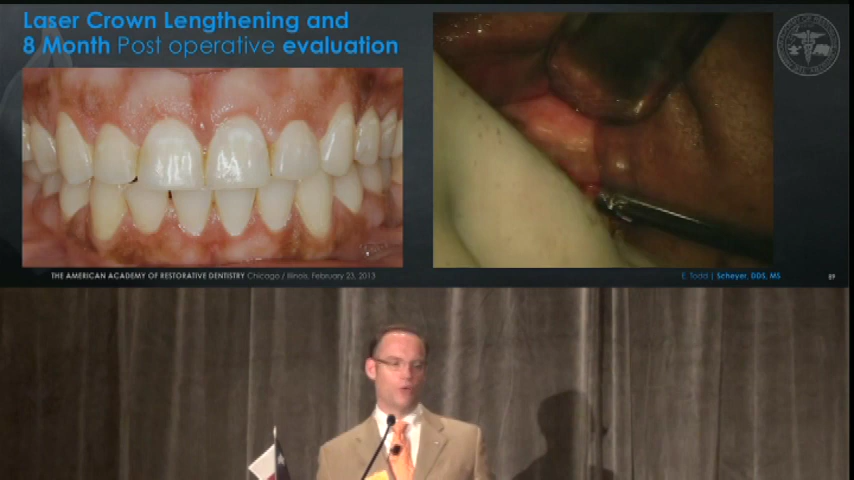 Laser Crown Lengthening and
8 Month Post operative evaluation
THE AMERICAN ACADEMY OF RESTORATIVE DENTISTRY Chicago / Illinois, February 23, 2013
E. Todd | Scheyer, DDS, MS
89